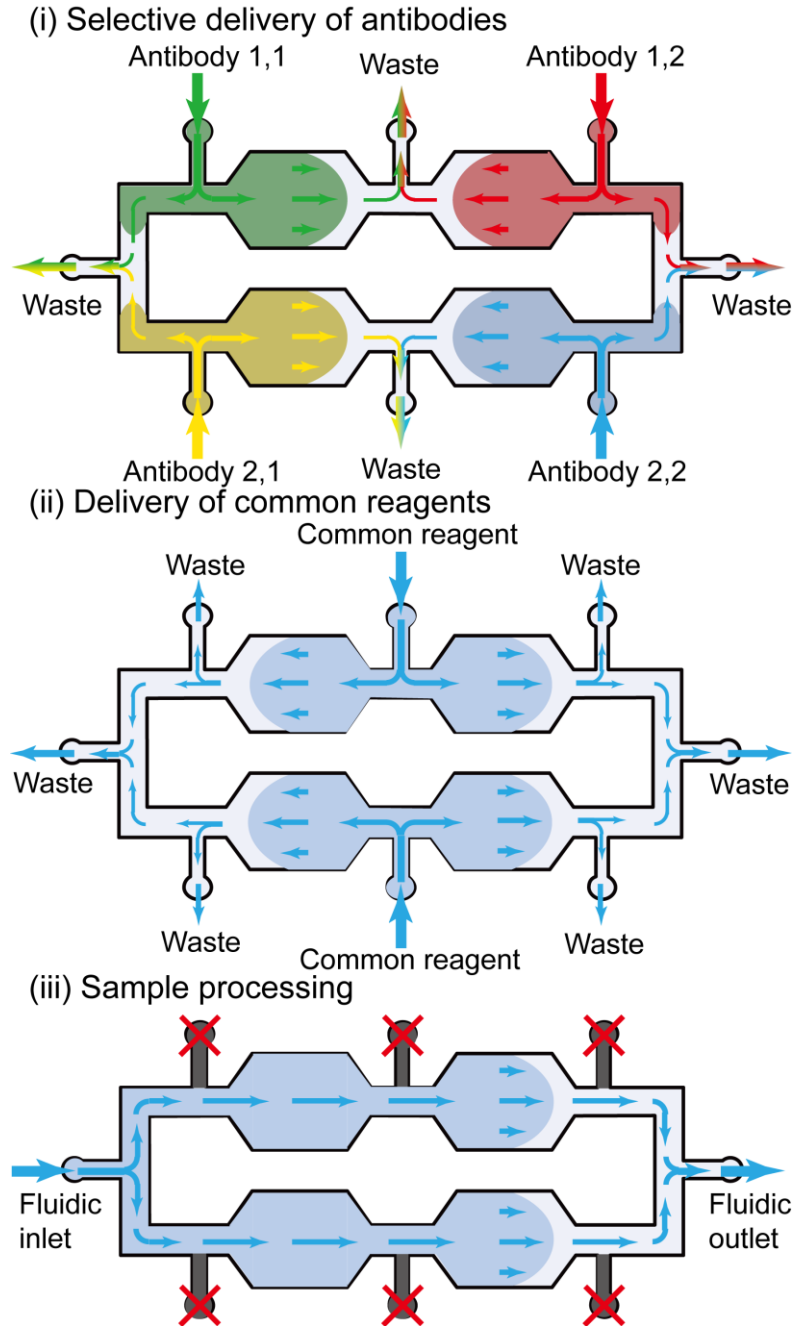 (i) Selective delivery of antibodies
Antibody 1,1
Waste
Antibody 1,2
Waste
Waste
Antibody 2,1
Waste
Antibody 2,2
(ii) Delivery of common reagents
Common reagent
Waste
Waste
Waste
Waste
Waste
Waste
Common reagent
(iii) Sample processing
Fluidic
inlet
Fluidic
outlet